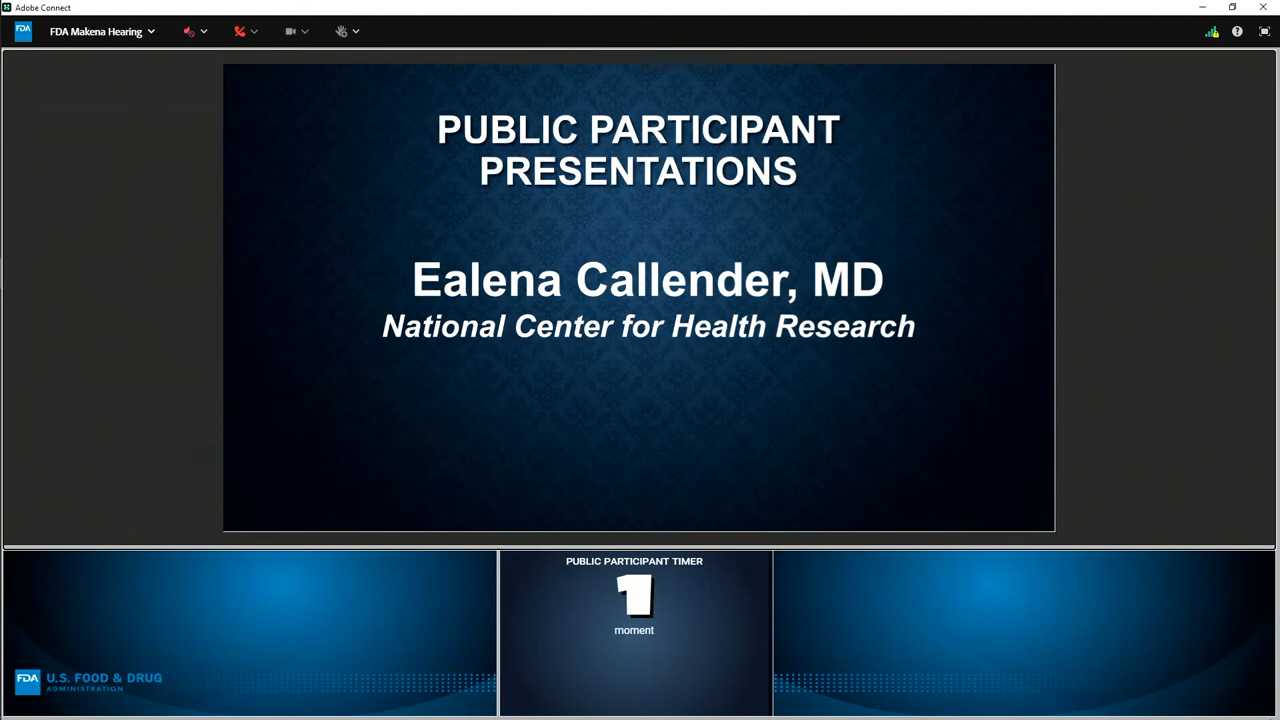 Adobe Connect
FDA
FDA Makena Hearing
PUBLIC PARTICIPANT
PRESENTATIONS
Ealena Callender, MD
National Center for Health Research
PUBLIC PARTICIPANT TIMER
1
moment
FDA U.S. FOOD & DRUG
ADMINISTRATION